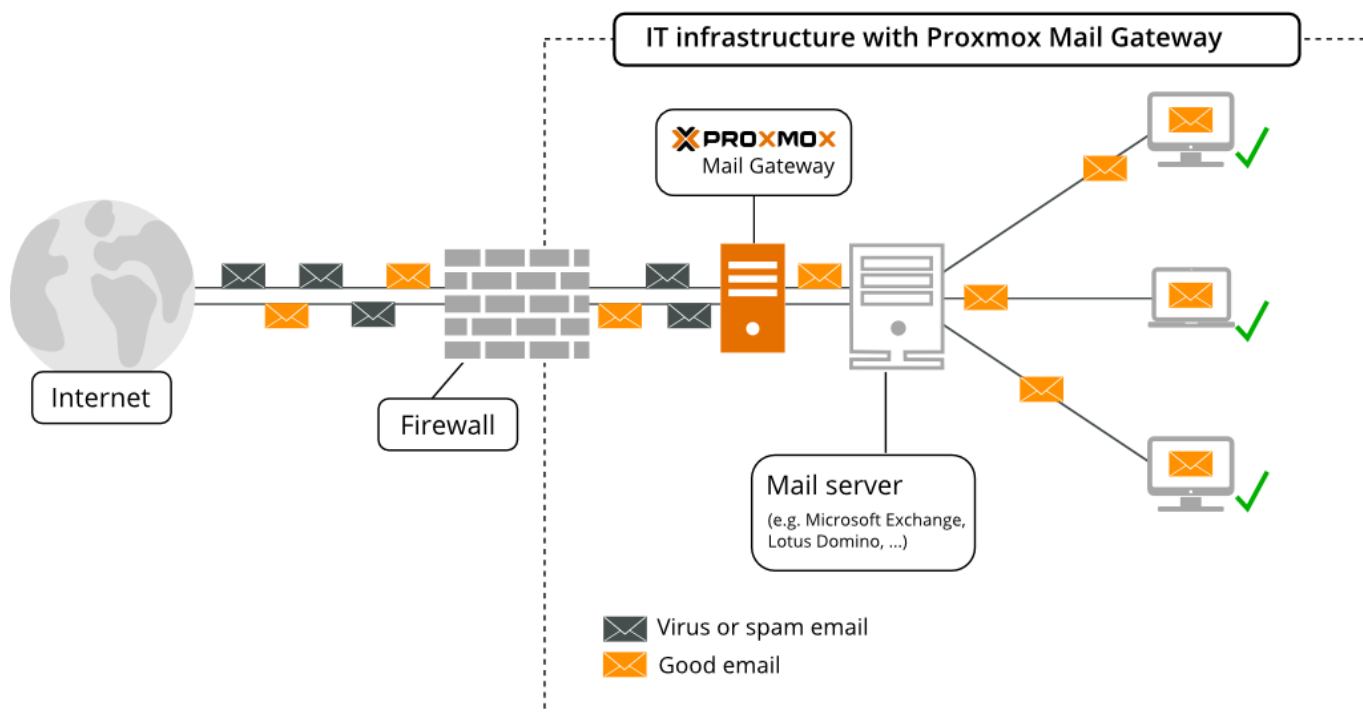 IT infrastructure with Proxmox Mail Gateway
PROXMOX
Mail Gateway
Internet
Firewall
Mail server
(e.g. Microsoft Exchange,
Lotus Domino, ...)
Virus or spam email
Good email